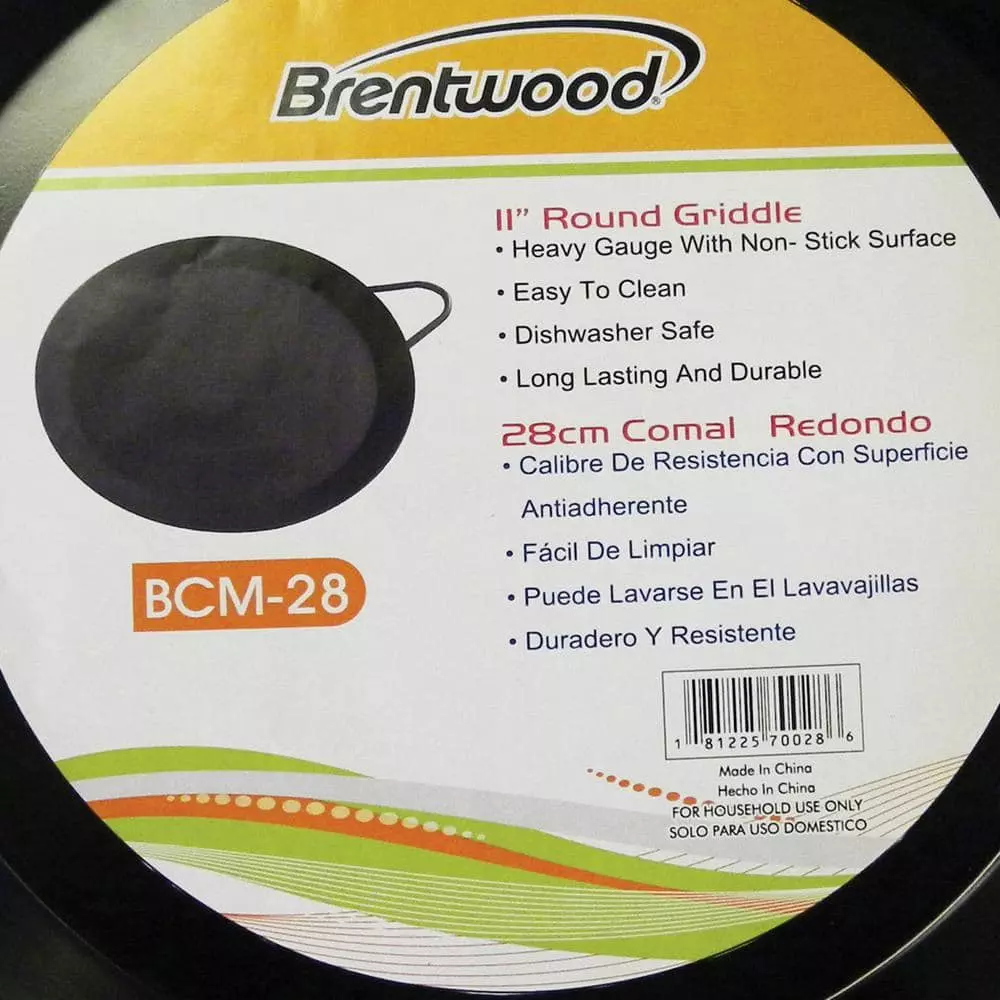 Brentwood®
11” Round Griddle
• Heavy Gauge With Non- Stick Surface
• Easy To Clean
• Dishwasher Safe
• Long Lasting And Durable
28cm Comal Redondo
• Calibre De Resistencia Con Superficie
Antiadherente
• Fácil De Limpiar
• Puede Lavarse En El Lavavajillas
• Duradero Y Resistente
BCM-28
1 81225 70028 6
Made In China
Hecho In China
FOR HOUSEHOLD USE ONLY
SOLO PARA USO DOMESTICO